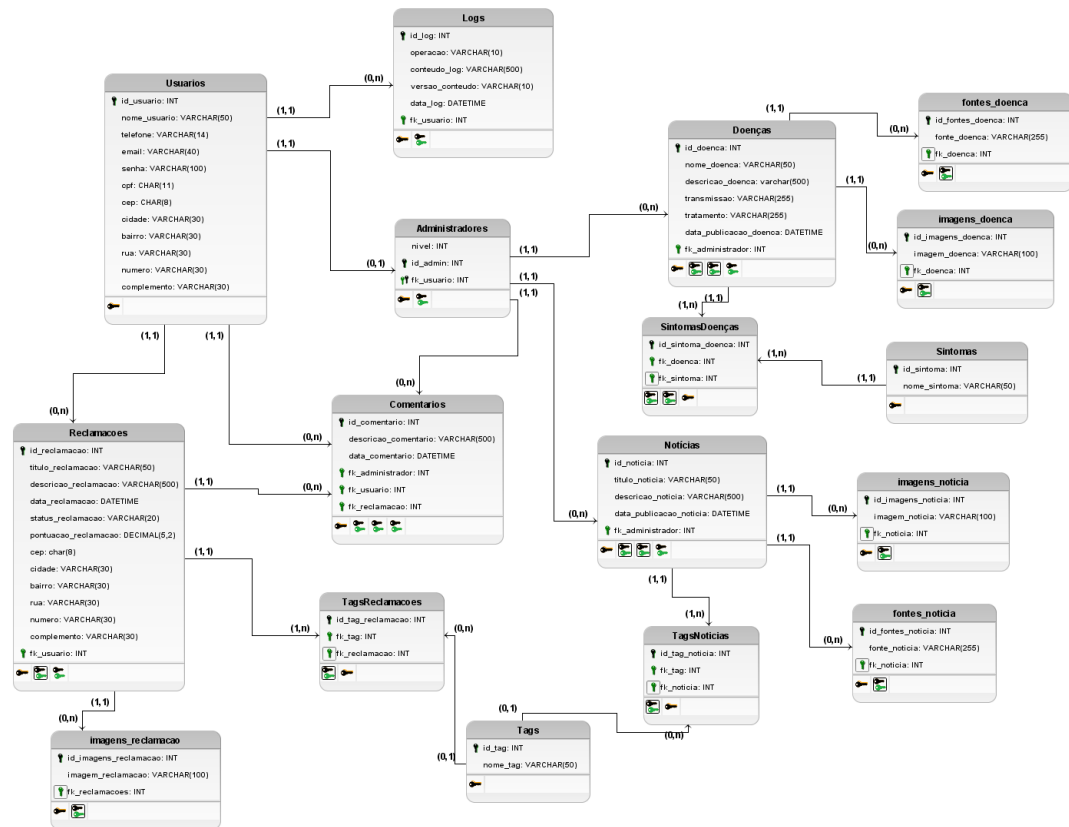 Logs
id_log: INT
operacao: VARCHAR(10)
conteudo_log: VARCHAR(500)
versao_conteudo: VARCHAR(10)
data_log: DATETIME
fk_usuario: INT
Usuarios
id_usuario: INT
nome_usuario: VARCHAR(50)
telefone: VARCHAR(14)
email: VARCHAR(40)
senha: VARCHAR(100)
cpf: CHAR(11)
cep: CHAR(8)
cidade: VARCHAR(30)
bairro: VARCHAR(30)
rua: VARCHAR(30)
numero: VARCHAR(30)
complemento: VARCHAR(30)
(1,1)
(0,n)
(1,1)
(0,1)
(1,1)
(1,1)
Administradores
nivel: INT
id_admin: INT
fk_usuario: INT
(1,1)
(1,1)
(1,1)
(0,n)
Doenças
id_doenca: INT
nome_doenca: VARCHAR(50)
descricao_doenca: varchar(500)
transmissao: VARCHAR(255)
tratamento: VARCHAR(255)
data_publicacao_doenca: DATETIME
fk_administrador: INT
(1,1)
(0,n)
(1,1)
(0,n)
(1,n)
(1,1)
fontes_doenca
id_fontes_doenca: INT
fonte_doenca: VARCHAR(255)
fk_doenca: INT
imagens_doenca
id_imagens_doenca: INT
imagem_doenca: VARCHAR(100)
fk_doenca: INT
SintomasDoenças
id_sintoma_doenca: INT
fk_doenca: INT
fk_sintoma: INT
(1,n)
(1,1)
Sintomas
id_sintoma: INT
nome_sintoma: VARCHAR(50)
(0,n)
(0,n)
Comentarios
id_comentario: INT
descricao_comentario: VARCHAR(500)
data_comentario: DATETIME
fk_administrador: INT
fk_usuario: INT
fk_reclamacao: INT
(0,n)
(0,n)
Reclamacoes
id_reclamacao: INT
titulo_reclamacao: VARCHAR(50)
descricao_reclamacao: VARCHAR(500)
data_reclamacao: DATETIME
status_reclamacao: VARCHAR(20)
pontuacao_reclamacao: DECIMAL(5,2)
cep: char(8)
cidade: VARCHAR(30)
bairro: VARCHAR(30)
rua: VARCHAR(30)
numero: VARCHAR(30)
complemento: VARCHAR(30)
fk_usuario: INT
(1,1)
(1,1)
(1,1)
(0,n)
Notícias
id_noticia: INT
titulo_noticia: VARCHAR(50)
descricao_noticia: VARCHAR(500)
data_publicacao_noticia: DATETIME
fk_administrador: INT
(0,n)
(1,1)
(0,n)
(1,1)
(0,n)
(1,1)
(1,n)
imagens_noticia
id_imagens_noticia: INT
imagem_noticia: VARCHAR(100)
fk_noticia: INT
fontes_noticia
id_fontes_noticia: INT
fonte_noticia: VARCHAR(255)
fk_noticia: INT
TagsReclamacoes
id_tag_reclamacao: INT
fk_tag: INT
fk_reclamacao: INT
(1,n)
(0,n)
TagsNoticias
id_tag_noticia: INT
fk_tag: INT
fk_noticia: INT
(0,1)
(0,n)
(0,1)
Tags
id_tag: INT
nome_tag: VARCHAR(50)
imagens_reclamacao
id_imagens_reclamacao: INT
imagem_reclamacao: VARCHAR(100)
fk_reclamacoes: INT